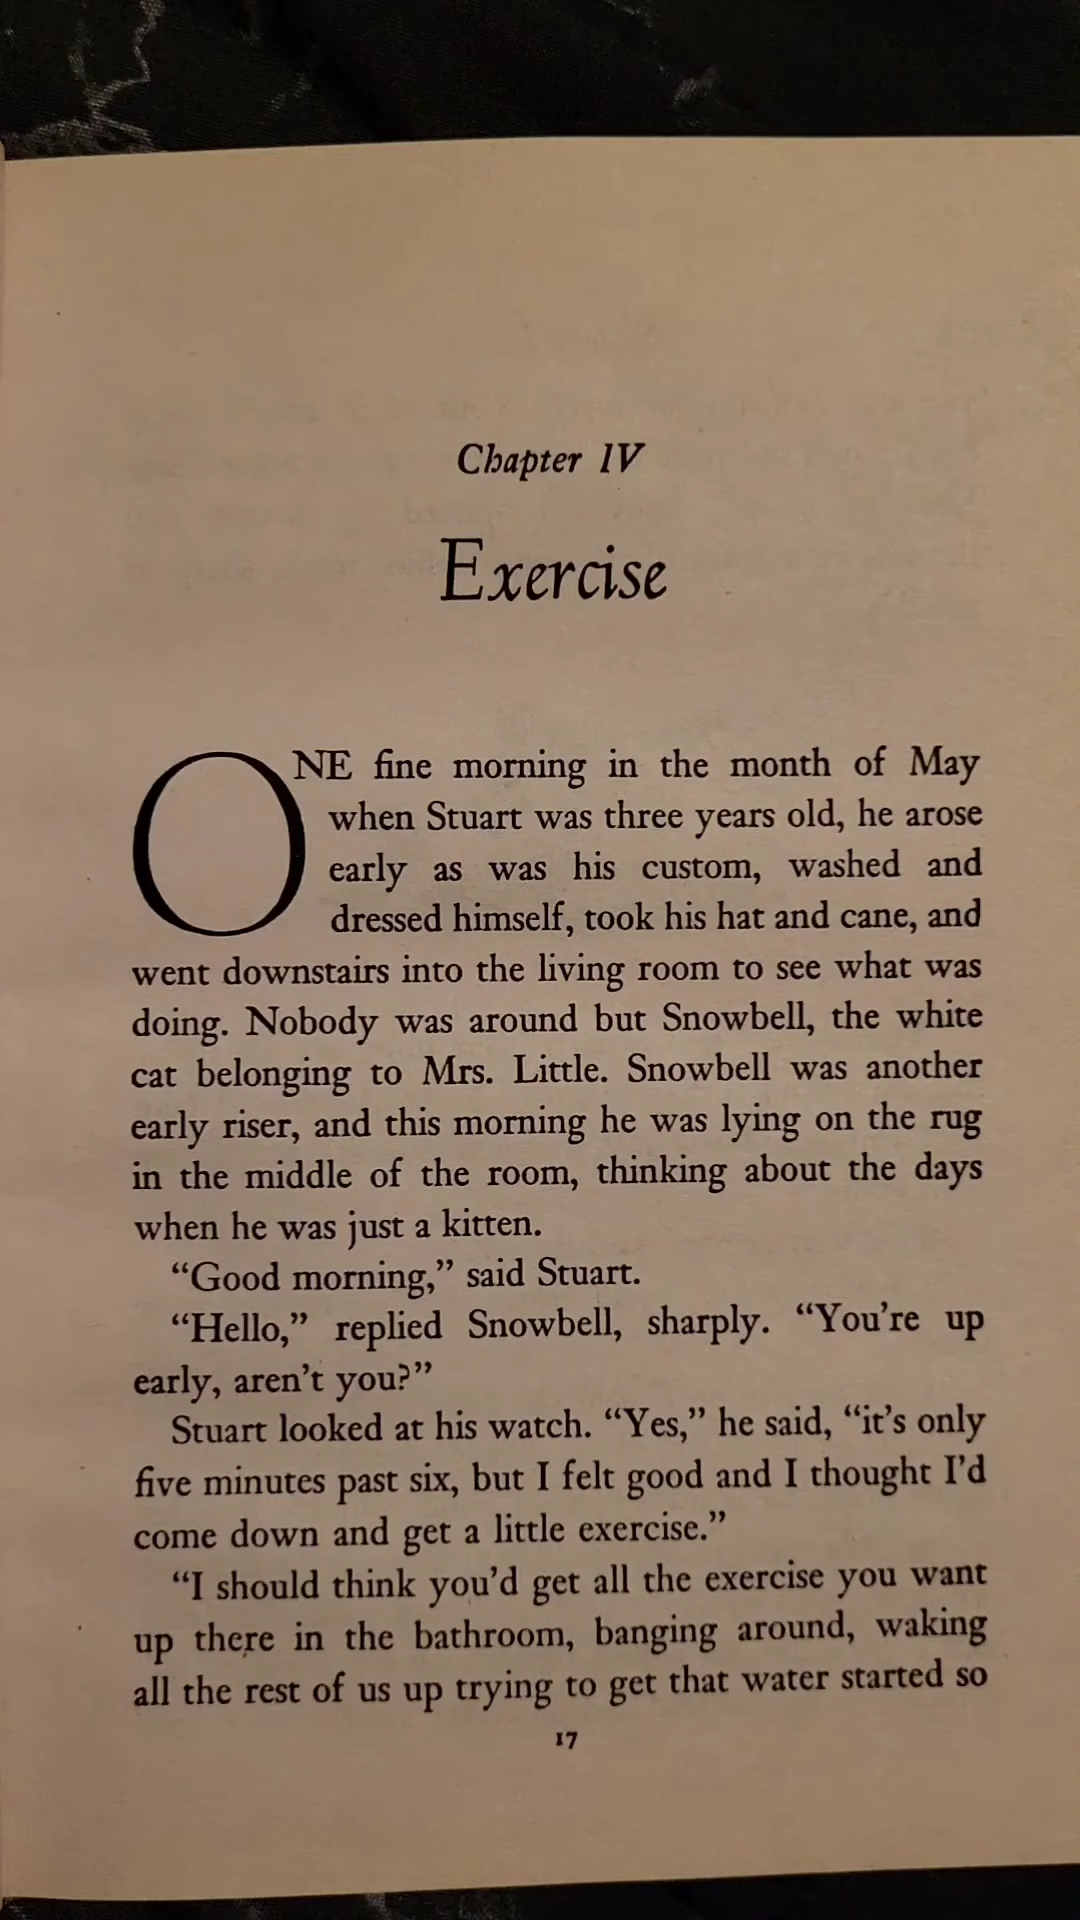 Chapter IV
Exercise
ONE fine morning in the month of May
when Stuart was three years old, he arose
early as was his custom, washed and
dressed himself, took his hat and cane, and
went downstairs into the living room to see what was
doing. Nobody was around but Snowbell, the white
cat belonging to Mrs. Little. Snowbell was another
early riser, and this morning he was lying on the rug
in the middle of the room, thinking about the days
when he was just a kitten.
“Good morning,” said Stuart.
“Hello,” replied Snowbell, sharply. “You’re up
early, aren’t you?”
Stuart looked at his watch. “Yes,” he said, “it’s only
five minutes past six, but I felt good and I thought I’d
come down and get a little exercise.”
“I should think you’d get all the exercise you want
up there in the bathroom, banging around, waking
all the rest of us up trying to get that water started so
17